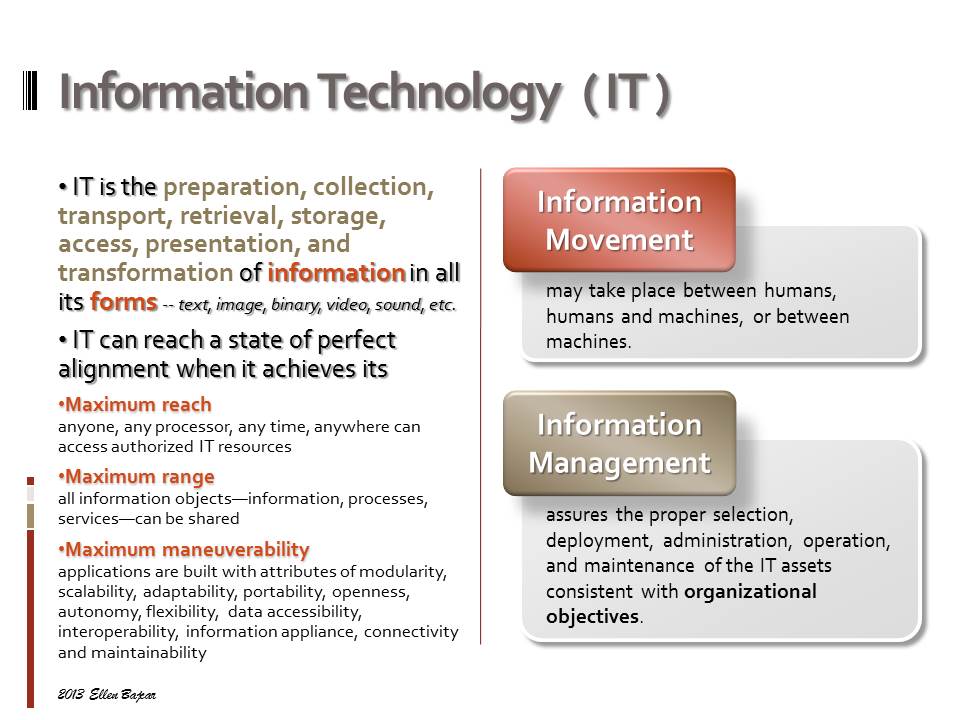 Information Technology ( IT )
• IT is the preparation, collection,
transport, retrieval, storage,
access, presentation, and
transformation of information in all
its forms -- text, image, binary, video, sound, etc.
• IT can reach a state of perfect
alignment when it achieves its
•Maximum reach
anyone, any processor, any time, anywhere can
access authorized IT resources
•Maximum range
all information objects—information, processes,
services—can be shared
•Maximum maneuverability
applications are built with attributes of modularity,
scalability, adaptability, portability, openness,
autonomy, flexibility, data accessibility,
interoperability, information appliance, connectivity
and maintainability
Information
Movement
may take place between humans,
humans and machines, or between
machines.
Information
Management
assures the proper selection,
deployment, administration, operation,
and maintenance of the IT assets
consistent with organizational
objectives.
2013 Ellen Bapar